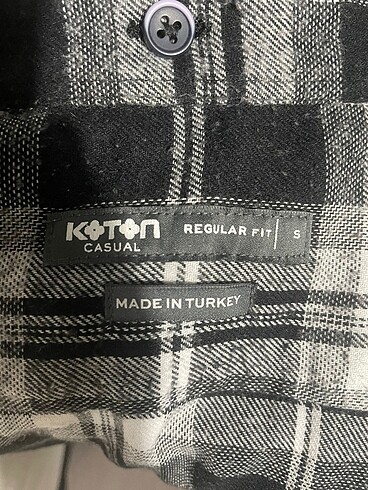 KOTON
CASUAL
REGULAR FIT
S
MADE IN TURKEY